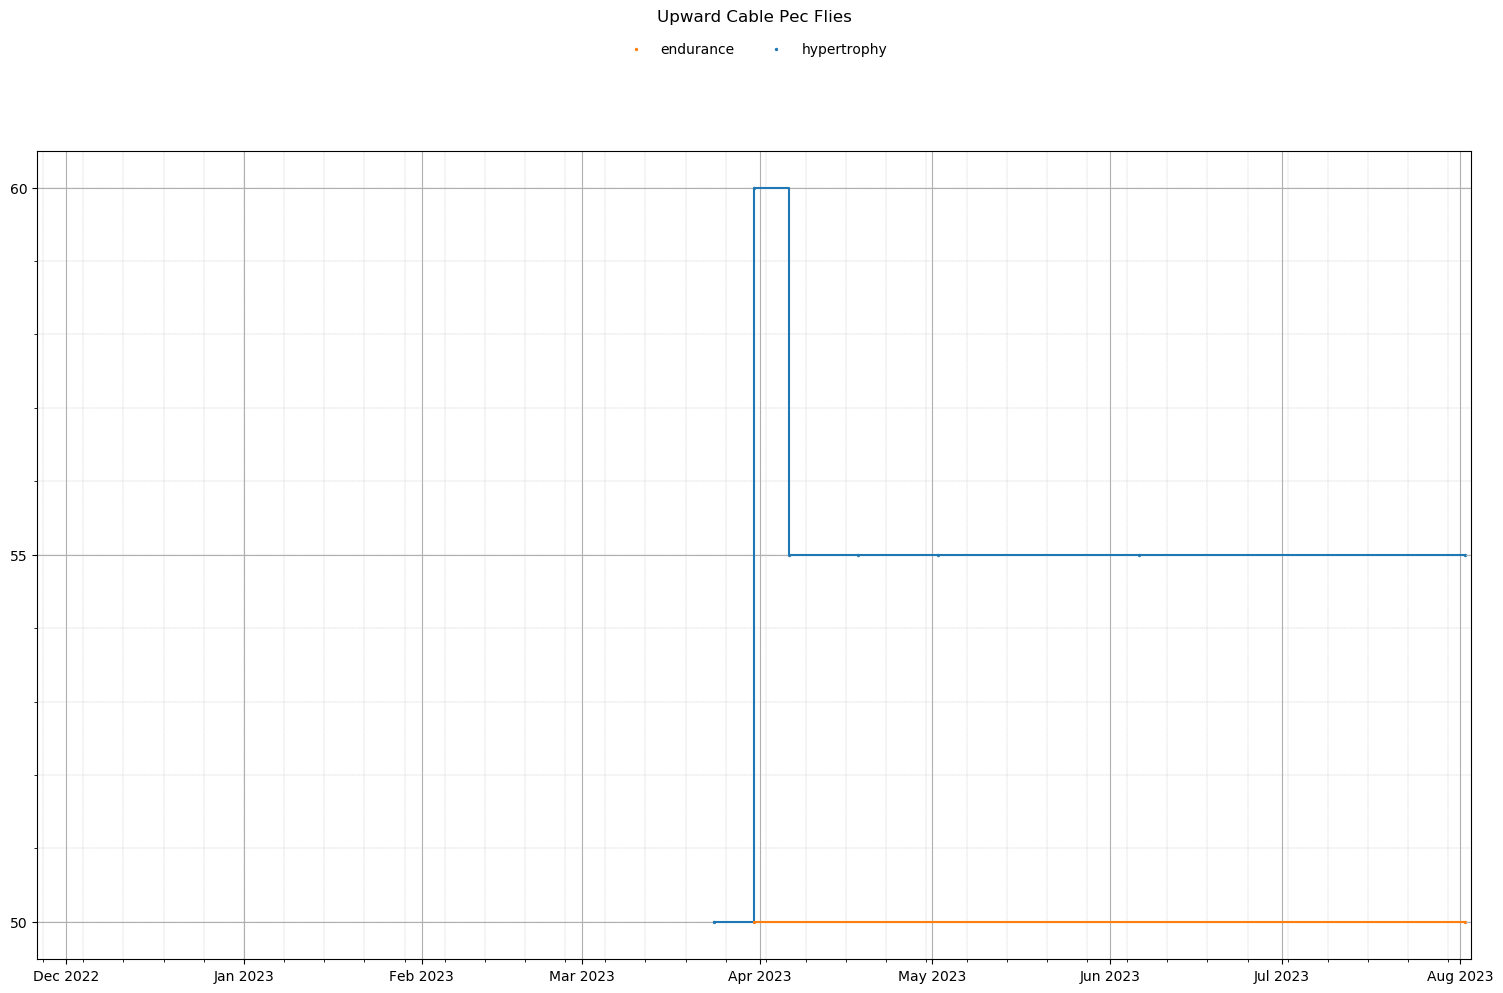 Upward Cable Pec Flies
endurance hypertrophy
60
55
50
Dec 2022 Jan 2023 Feb 2023 Mar 2023 Apr 2023 May 2023 Jun 2023 Jul 2023 Aug 2023